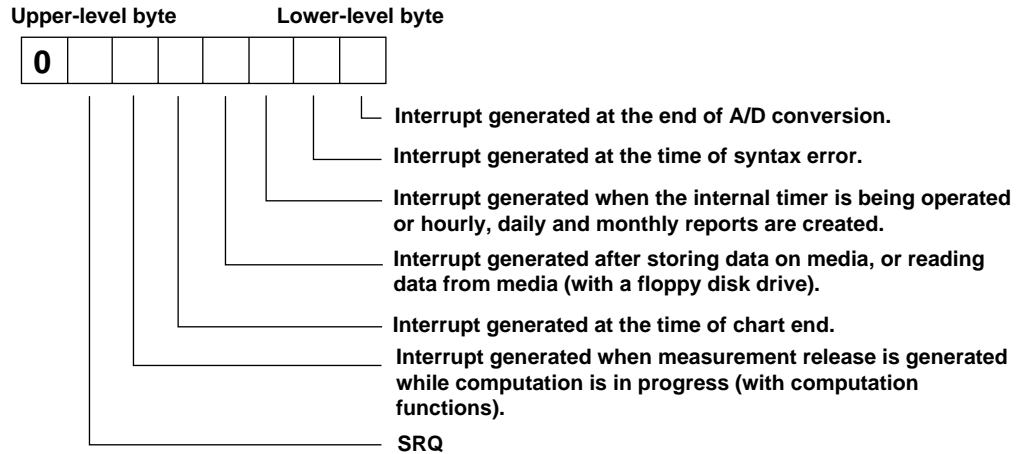 Upper-level byte Lower-level byte
0
Interrupt generated at the end of A/D conversion.
Interrupt generated at the time of syntax error.
Interrupt generated when the internal timer is being operated
or hourly, daily and monthly reports are created.
Interrupt generated after storing data on media, or reading
data from media (with a floppy disk drive).
Interrupt generated at the time of chart end.
Interrupt generated when measurement release is generated
while computation is in progress (with computation
functions).
SRQ